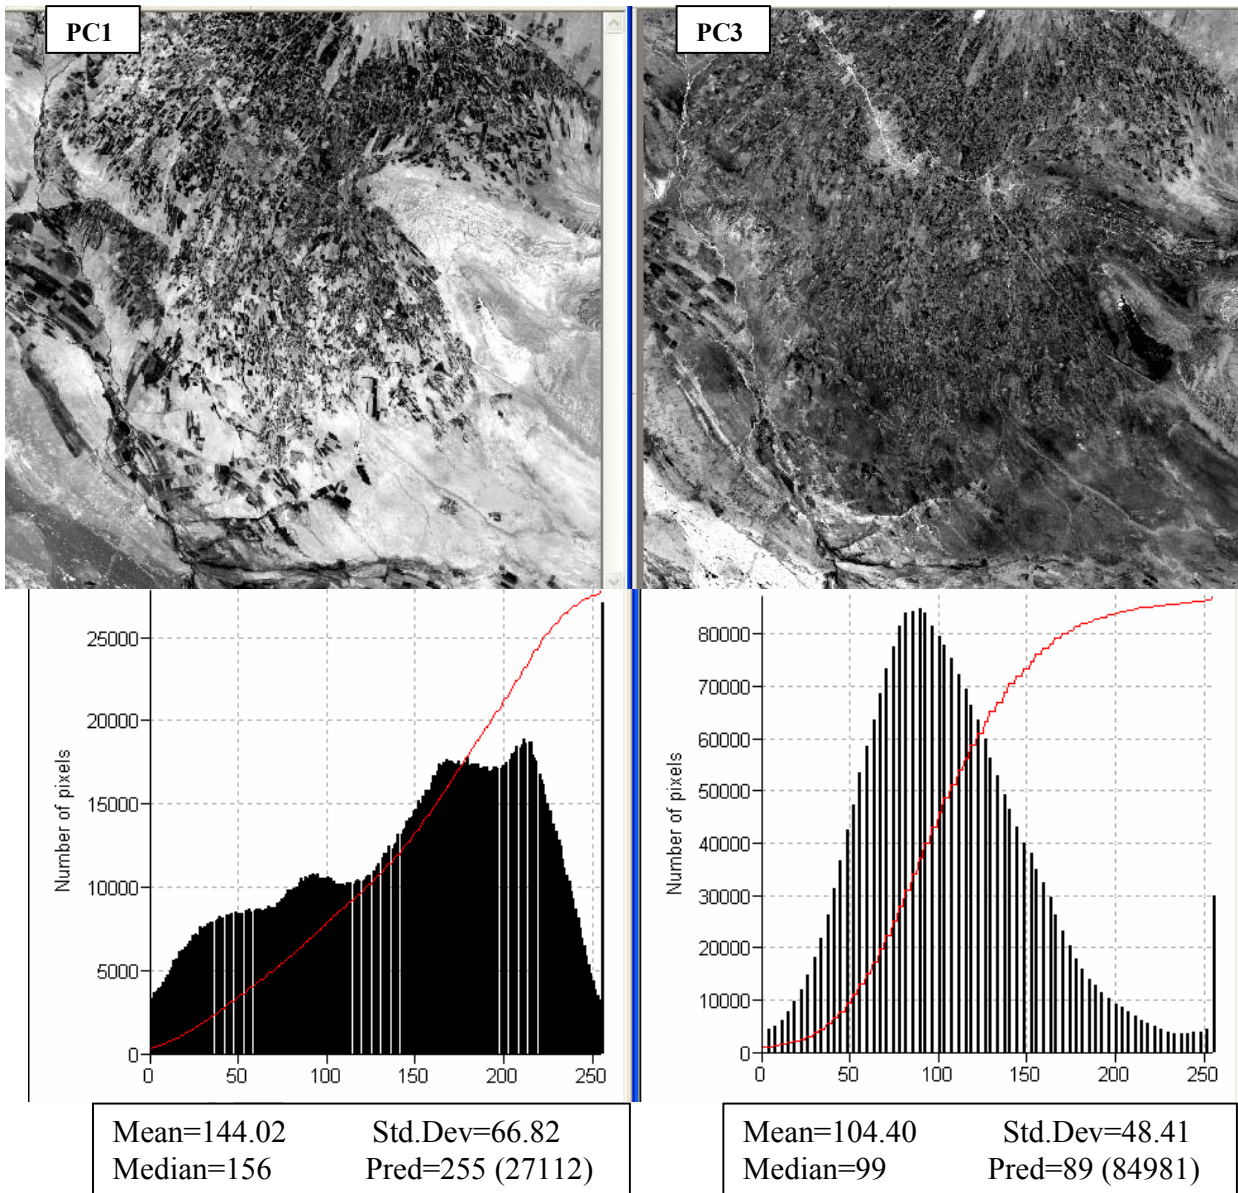 PC1
PC3
Number of pixels
25000
20000
15000
10000
5000
0
0 50 100 150 200 250
Number of pixels
80000
70000
60000
50000
40000
30000
20000
10000
0
0 50 100 150 200 250
Mean=144.02 Std.Dev=66.82
Median=156 Pred=255 (27112)
Mean=104.40 Std.Dev=48.41
Median=99 Pred=89 (84981)